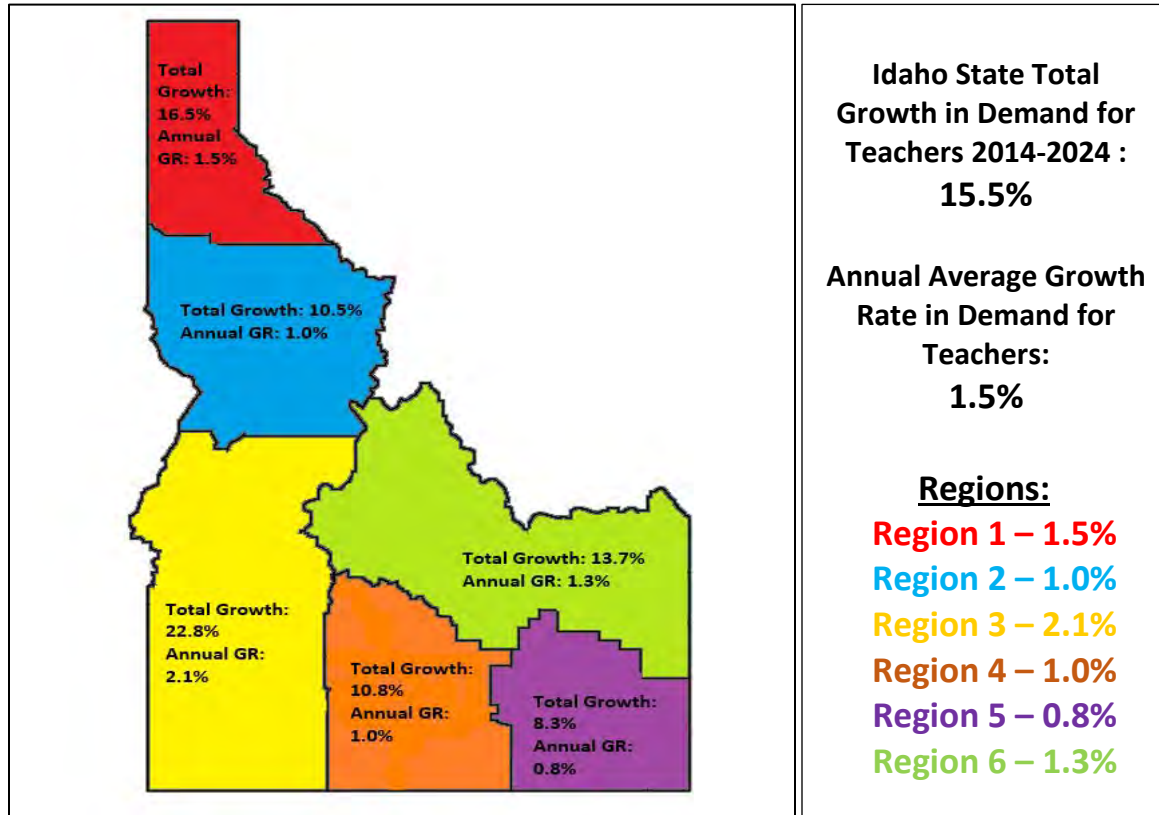 Total
Growth:
16.5%
Annual
GR: 1.5%
Total Growth: 10.5%
Annual GR: 1.0%
Total Growth: 13.7%
Annual GR: 1.3%
Total Growth:
22.8%
Annual GR:
2.1%
Total Growth:
10.8%
Annual GR:
1.0%
Total Growth:
8.3%
Annual GR:
0.8%
Idaho State Total
Growth in Demand for
Teachers 2014-2024 :
15.5%
Annual Average Growth
Rate in Demand for
Teachers:
1.5%
Regions:
Region 1 – 1.5%
Region 2 – 1.0%
Region 3 – 2.1%
Region 4 – 1.0%
Region 5 – 0.8%
Region 6 – 1.3%